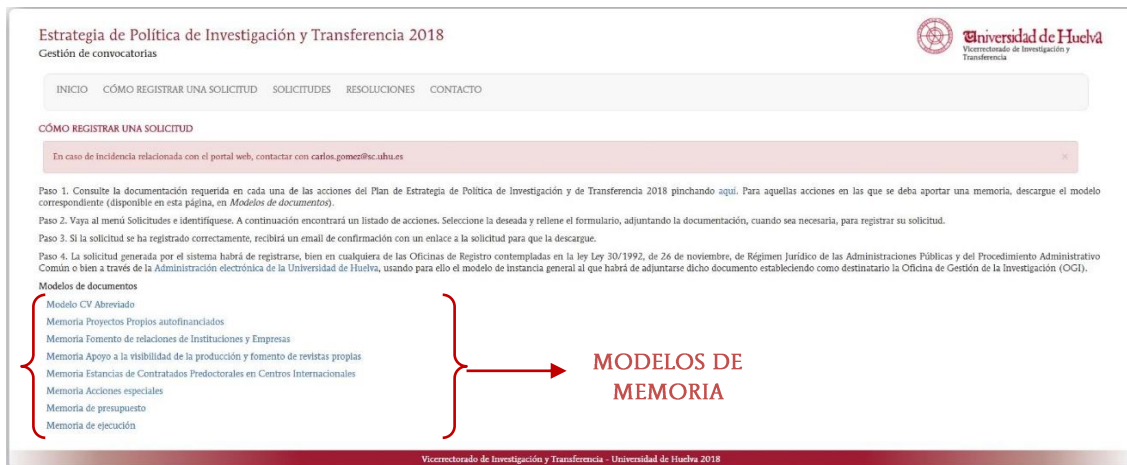 Estrategia de Política de Investigación y Transferencia 2018
Gestión de convocatorias
Universidad de Huelva
Vicerrectorado de Investigación y
Transferencia
INICIO CÓMO REGISTRAR UNA SOLICITUD SOLICITUDES RESOLUCIONES CONTACTO
CÓMO REGISTRAR UNA SOLICITUD
En caso de incidencia relacionada con el portal web, contactar con carlos.gomez@sc.uhu.es ×
Paso 1. Consulte la documentación requerida en cada una de las acciones del Plan de Estrategia de Política de Investigación y de Transferencia 2018 pinchando aquí. Para aquellas acciones en las que se deba aportar una memoria, descargue el modelo
correspondiente (disponible en esta página, en Modelos de documentos).
Paso 2. Vaya al menú Solicitudes e identifíquese. A continuación encontrará un listado de acciones. Seleccione la deseada y rellene el formulario, adjuntando la documentación, cuando sea necesaria, para registrar su solicitud.
Paso 3. Si la solicitud se ha registrado correctamente, recibirá un email de confirmación con un enlace a la solicitud para que la descargue.
Paso 4. La solicitud generada por el sistema habrá de registrarse, bien en cualquiera de las Oficinas de Registro contempladas en la ley Ley 30/1992, de 26 de noviembre, de Régimen Jurídico de las Administraciones Públicas y del Procedimiento Administrativo
Común o bien a través de la Administración electrónica de la Universidad de Huelva, usando para ello el modelo de instancia general al que habrá de adjuntarse dicho documento estableciendo como destinatario la Oficina de Gestión de la Investigación (OGI).
Modelos de documentos
Modelo CV Abreviado
Memoria Proyectos Propios autofinanciados
Memoria Fomento de relaciones de Instituciones y Empresas
Memoria Apoyo a la visibilidad de la producción y fomento de revistas propias
Memoria Estancias de Contratados Predoctorales en Centros Internacionales
Memoria Acciones especiales
Memoria de presupuesto
Memoria de ejecución
MODELOS DE
MEMORIA
Vicerrectorado de Investigación y Transferencia - Universidad de Huelva 2018